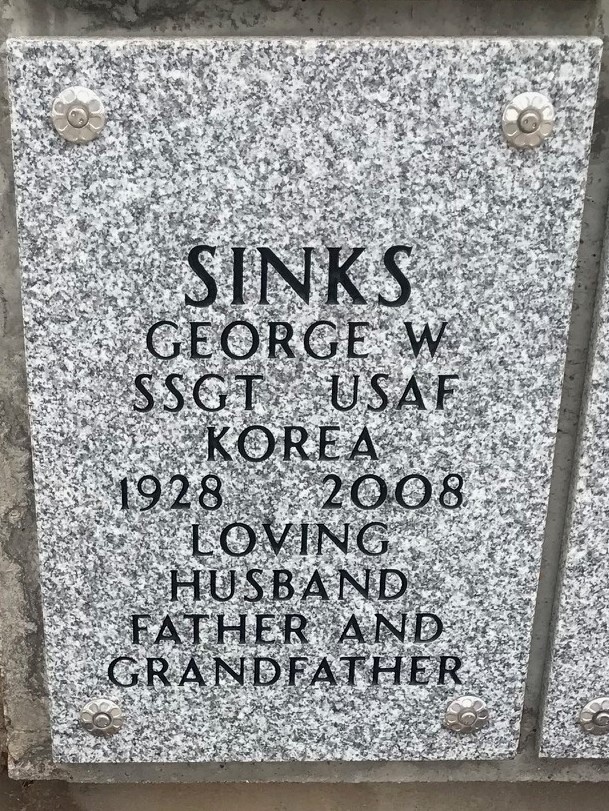 SINKS
GEORGE W
SSGT USAF
KOREA
1928 2008
LOVING
HUSBAND
FATHER AND
GRANDFATHER